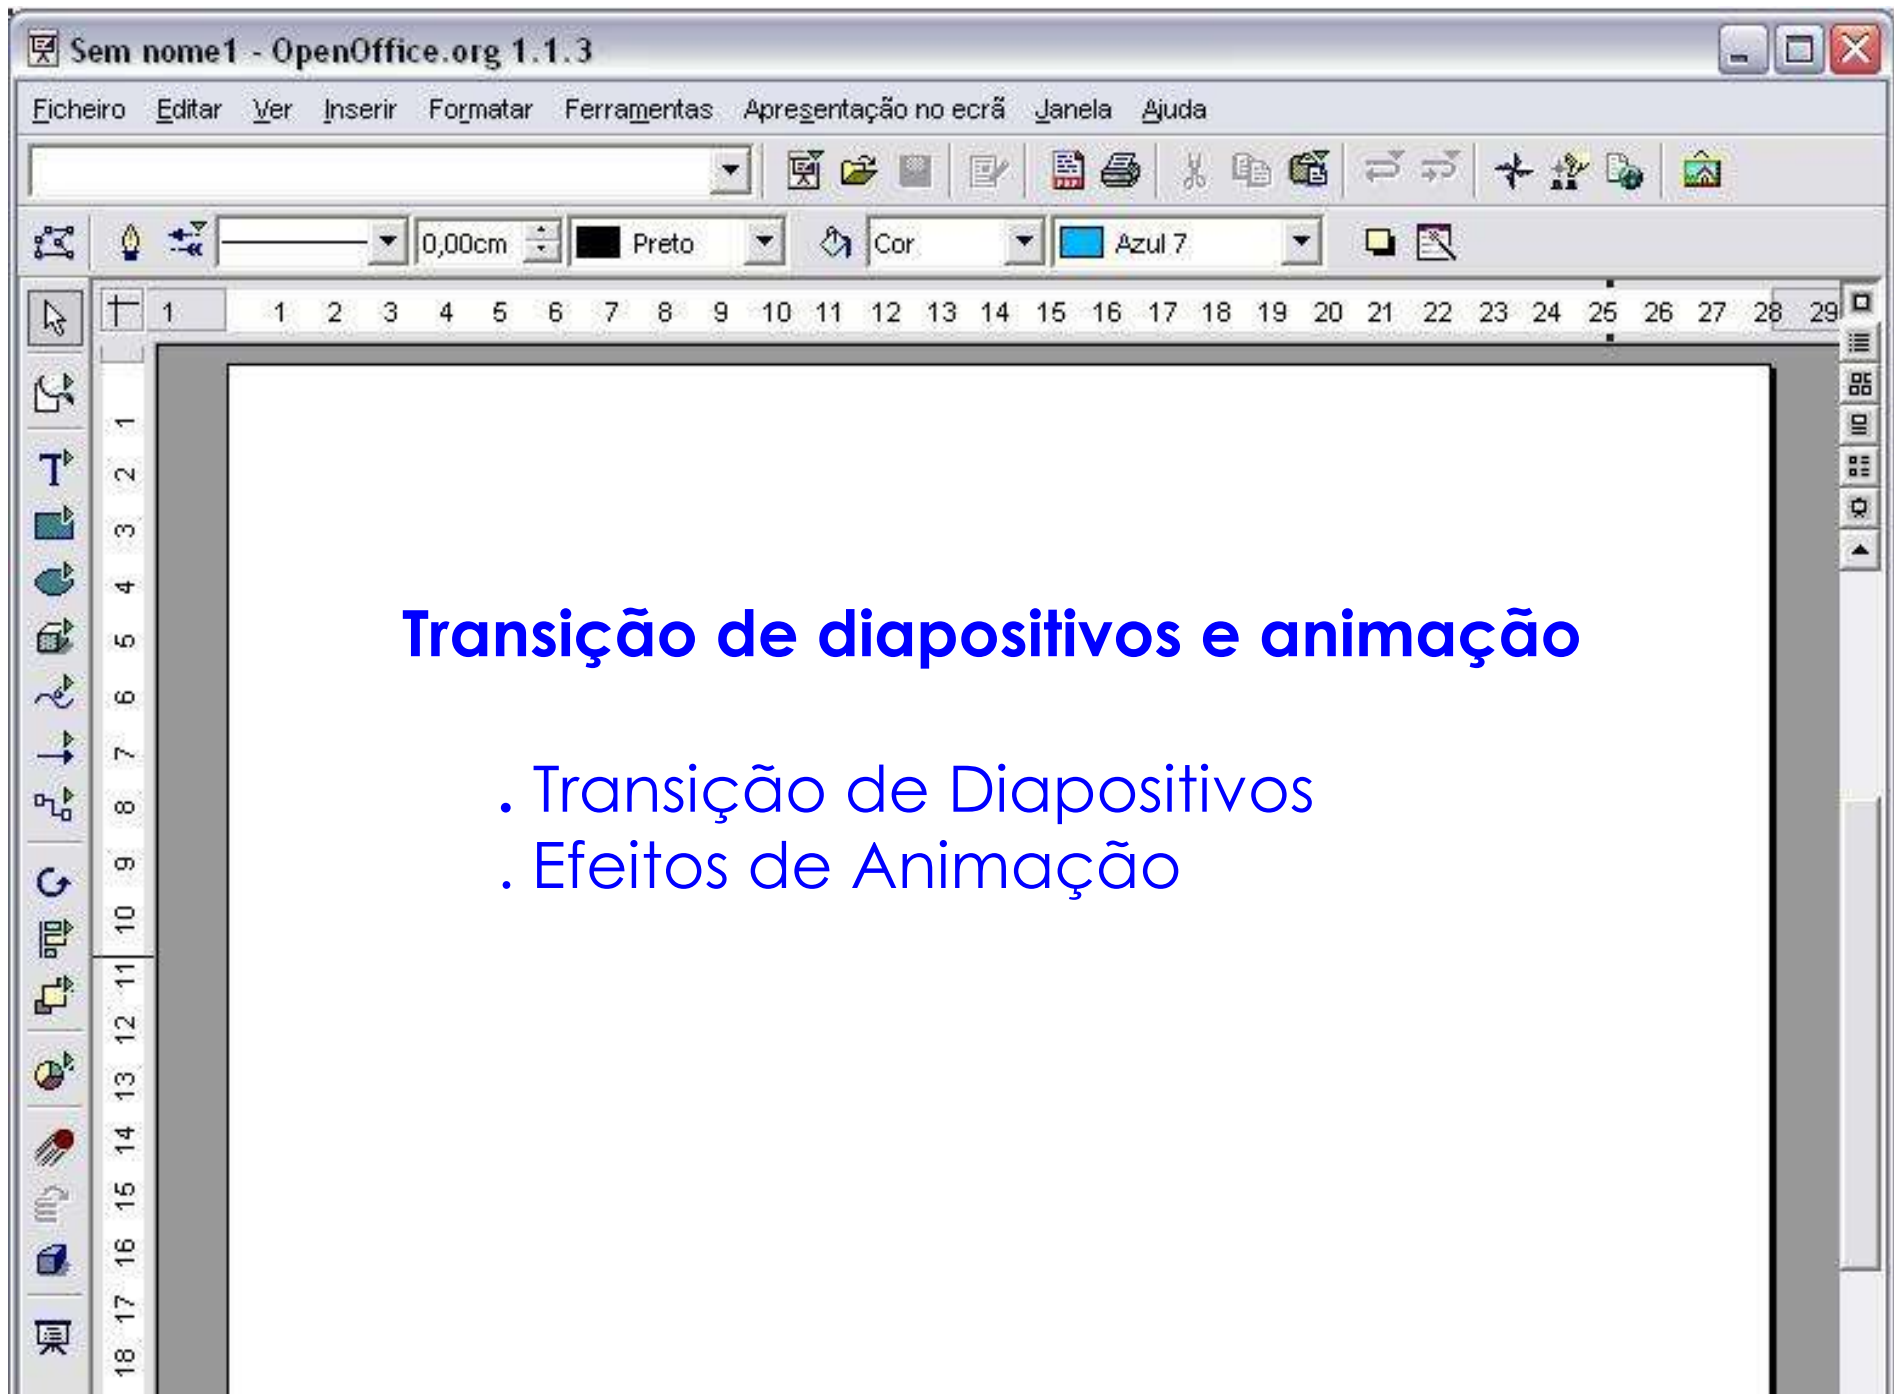 Sem nome1 - OpenOffice.org 1.1.3
Ficheiro Editar Ver Inserir Formatar Ferramentas Apresentação no ecrã Janela Ajuda
0,00cm Preto Cor Azul 7
1 1 2 3 4 5 6 7 8 9 10 11 12 13 14 15 16 17 18 19 20 21 22 23 24 25 26 27 28 29
1
2
3
4
5
6
7
8
9
10
11
12
13
14
15
16
17
18
Transição de diapositivos e animação
. Transição de Diapositivos
. Efeitos de Animação